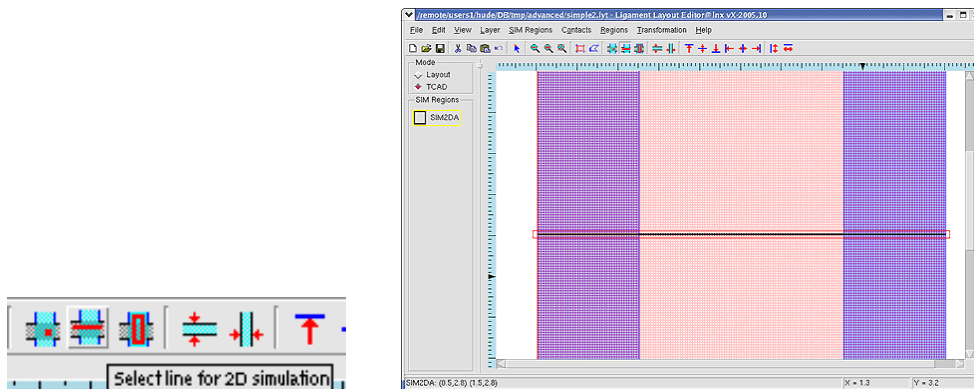 /remote/users1/hude/DB/tmp/advanced/simple2.lyt - Ligament Layout Editor@lnx vX-2005.10
File Edit View Layer SIM Regions Contacts Regions Transformation Help
Mode
Layout
TCAD
SIM Regions
SIM2DA
Select line for 2D simulation
SIM2DA: (0.5,2.8) (1.5,2.8) X = 1.3 Y = 3.2